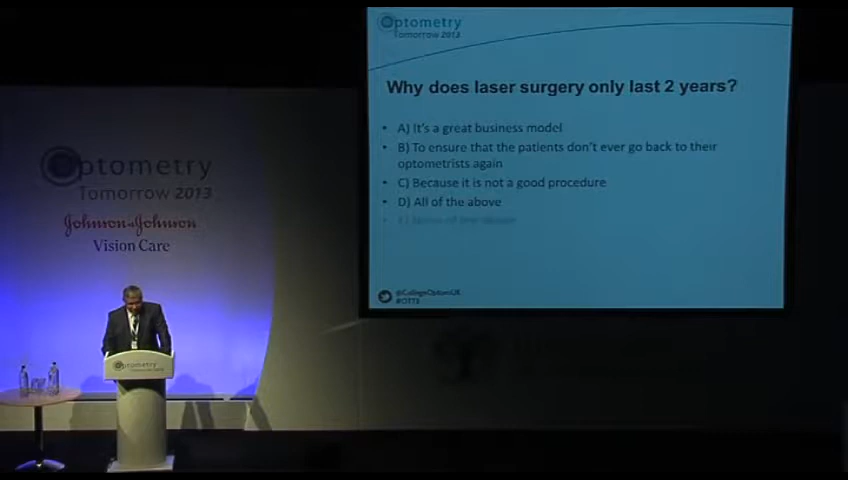 Optometry
Tomorrow 2013
Why does laser surgery only last 2 years?
• A) It's a great business model
• B) To ensure that the patients don't ever go back to their
optometrists again
• C) Because it is not a good procedure
• D) All of the above
@CollegeOptomUK
Optometry
Tomorrow 2013
Johnson & Johnson
Vision Care
Optometry